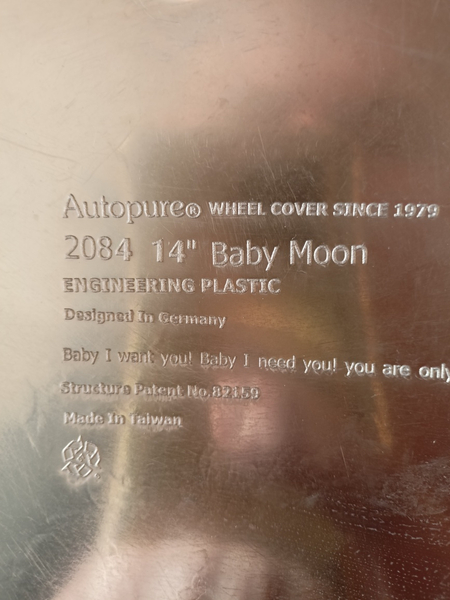 Autopure® WHEEL COVER SINCE 1979
2084 14" Baby Moon
ENGINEERING PLASTIC
Designed In Germany
Baby I want you! Baby I need you! you are only
Structure Patent No.82159
Made In Taiwan